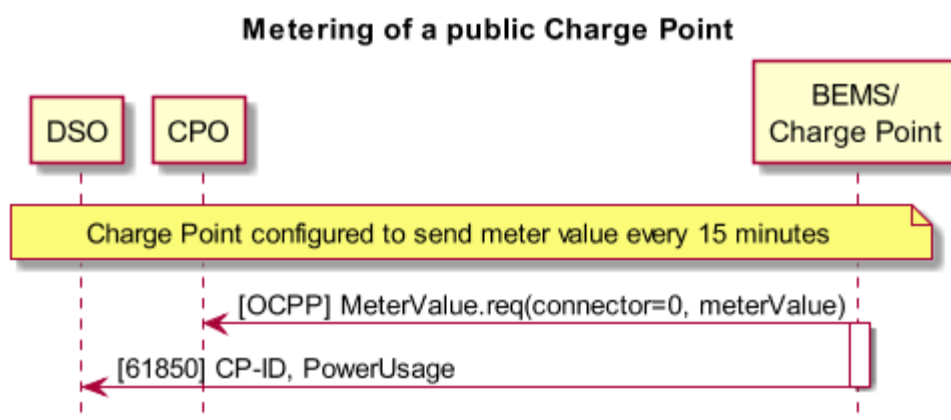 Metering of a public Charge Point
DSO
CPO
BEMS/
Charge Point
Charge Point configured to send meter value every 15 minutes
[OCPP] MeterValue.req(connector=0, meterValue)
[61850] CP-ID, PowerUsage